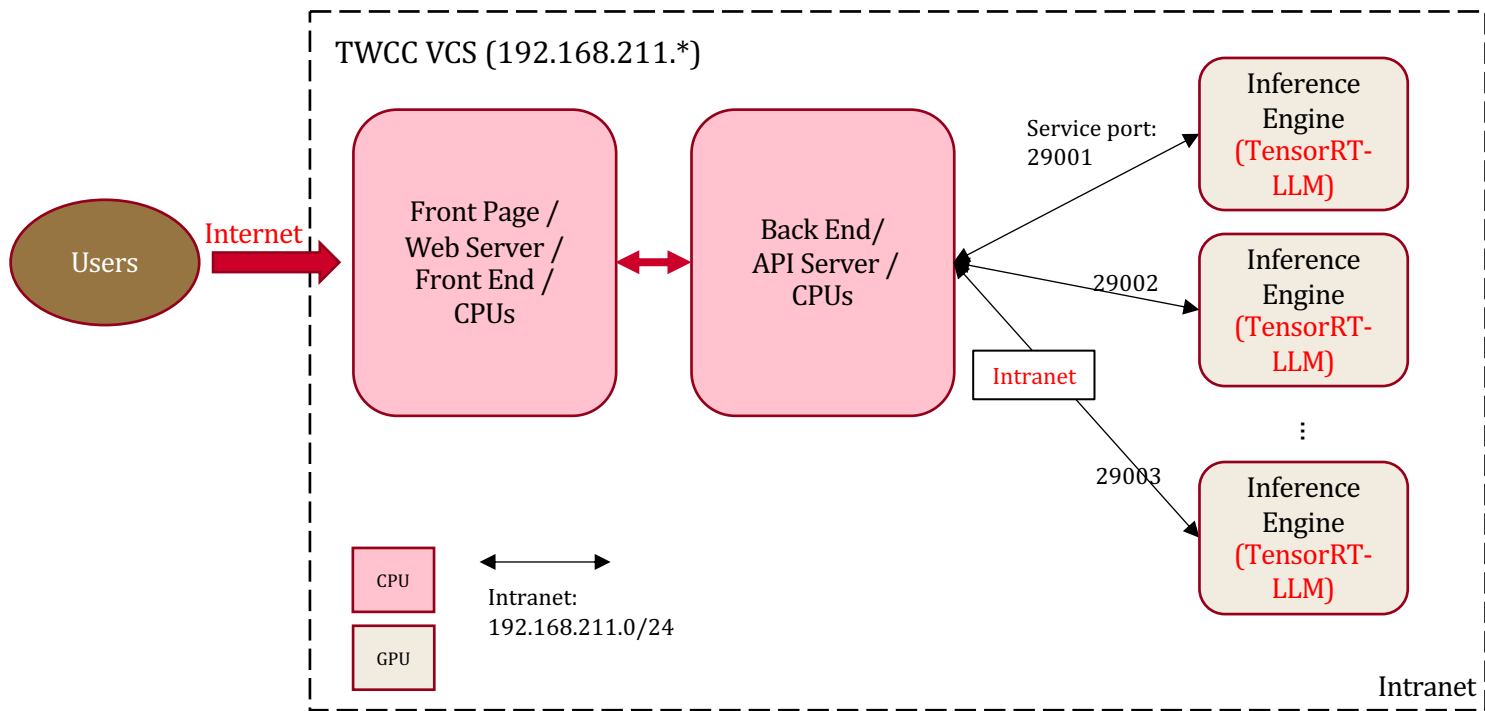 TWCC VCS (192.168.211.*)
Users
Internet
Front Page /
Web Server /
Front End /
CPUs
Back End/
API Server /
CPUs
Service port:
29001
29002
Intranet
29003
Inference
Engine
(TensorRT-
LLM)
Inference
Engine
(TensorRT-
LLM)
...
Inference
Engine
(TensorRT-
LLM)
CPU
GPU
Intranet:
192.168.211.0/24
Intranet